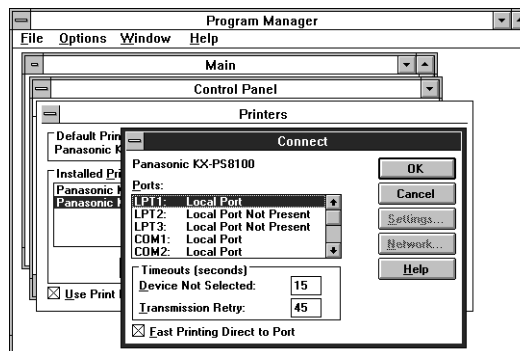 Program Manager
File Options Window Help
Main
Control Panel
Printers
Default Prin
Panasonic K
Installed Pri
Panasonic K
Panasonic K
Use Print
Connect
Panasonic KX-PS8100
Ports:
LPT1: Local Port
LPT2: Local Port Not Present
LPT3: Local Port Not Present
COM1: Local Port
COM2: Local Port
Timeouts (seconds)
Device Not Selected: 15
Transmission Retry: 45
Fast Printing Direct to Port
OK
Cancel
Settings...
Network...
Help